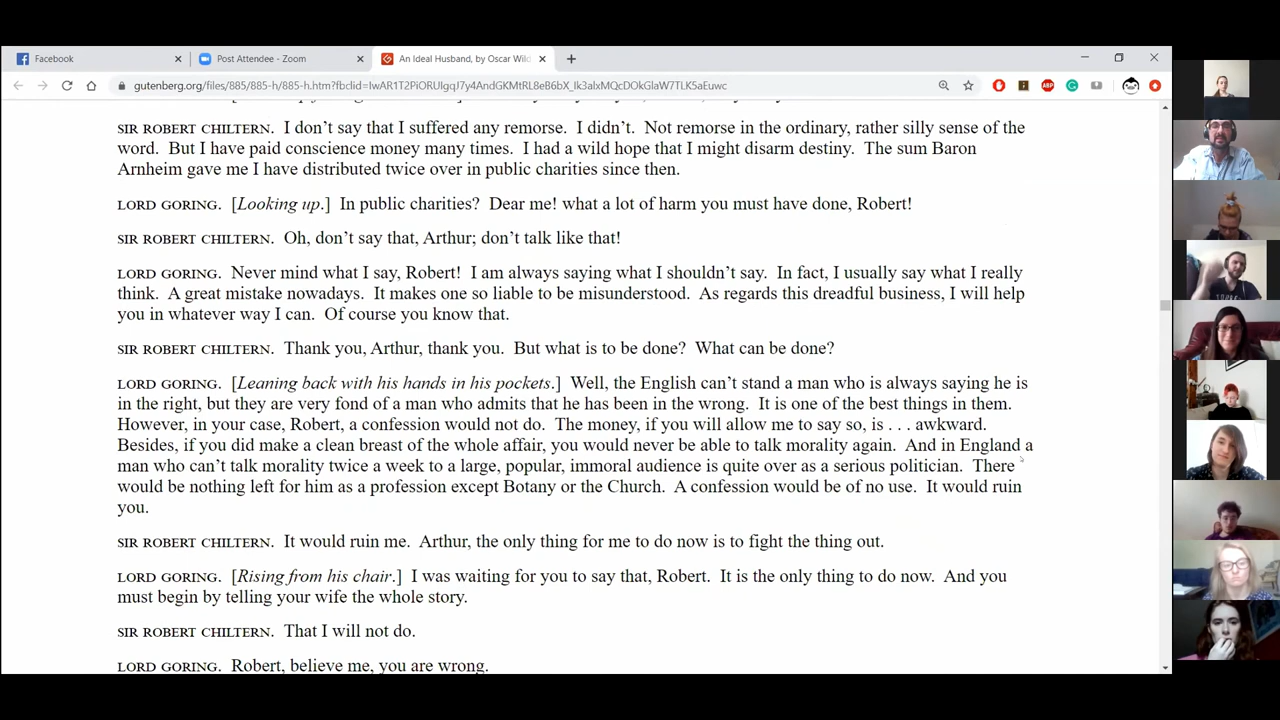 Facebook
Post Attendee - Zoom
An Ideal Husband, by Oscar Wild
gutenberg.org/files/885/885-h/885-h.htm?fbclid=
SIR ROBERT CHILTERN. I don't say that I suffered any remorse. I didn't. Not remorse in the ordinary, rather silly sense of the
word. But I have paid conscience money many times. I had a wild hope that I might disarm destiny. The sum Baron
Arnheim gave me I have distributed twice over in public charities since then.
LORD GORING. [Looking up.] In public charities? Dear me! what a lot of harm you must have done, Robert!
SIR ROBERT CHILTERN. Oh, don't say that, Arthur; don't talk like that!
LORD GORING. Never mind what I say, Robert! I am always saying what I shouldn't say. In fact, I usually say what I really
think. A great mistake nowadays. It makes one so liable to be misunderstood. As regards this dreadful business, I will help
you in whatever way I can. Of course you know that.
SIR ROBERT CHILTERN. Thank you, Arthur, thank you. But what is to be done? What can be done?
LORD GORING. [Leaning back with his hands in his pockets.] Well, the English can't stand a man who is always saying he is
in the right, but they are very fond of a man who admits that he has been in the wrong. It is one of the best things in them.
However, in your case, Robert, a confession would not do. The money, if you will allow me to say so, is . . . awkward.
Besides, if you did make a clean breast of the whole affair, you would never be able to talk morality again. And in England a
man who can't talk morality twice a week to a large, popular, immoral audience is quite over as a serious politician. There
would be nothing left for him as a profession except Botany or the Church. A confession would be of no use. It would ruin
you.
SIR ROBERT CHILTERN. It would ruin me. Arthur, the only thing for me to do now is to fight the thing out.
LORD GORING. [Rising from his chair.] I was waiting for you to say that, Robert. It is the only thing to do now. And you
must begin by telling your wife the whole story.
SIR ROBERT CHILTERN. That I will not do.
LORD GORING. Robert, believe me, you are wrong.